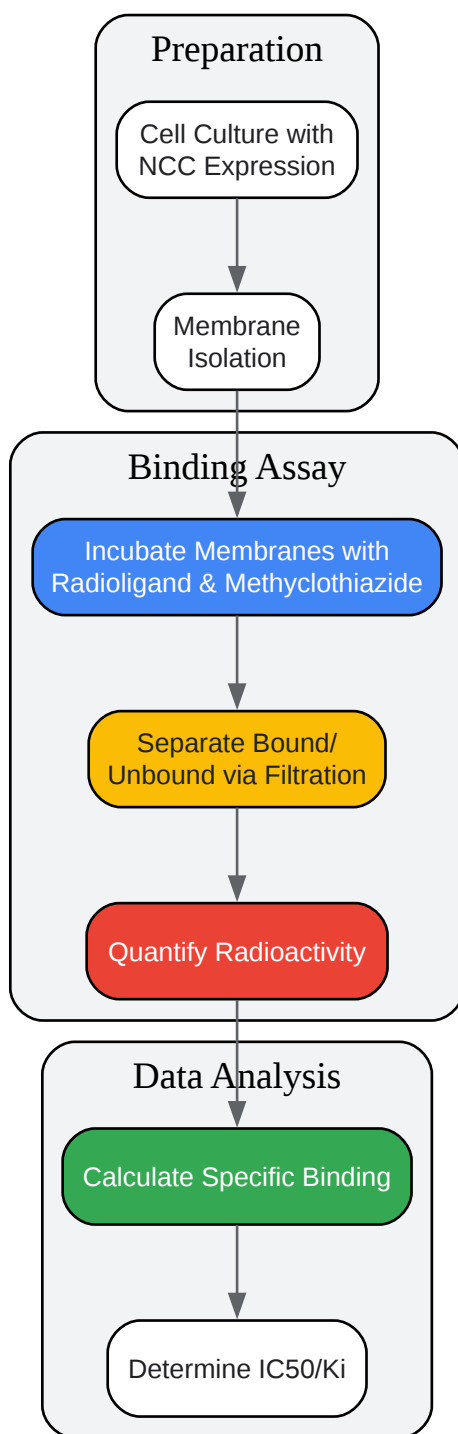 Preparation
Cell Culture with
NCC Expression
Membrane
Isolation
Binding Assay
Incubate Membranes with
Radioligand & Methyclothiazide
Separate Bound/
Unbound via Filtration
Quantify Radioactivity
Data Analysis
Calculate Specific Binding
Determine IC50/Ki